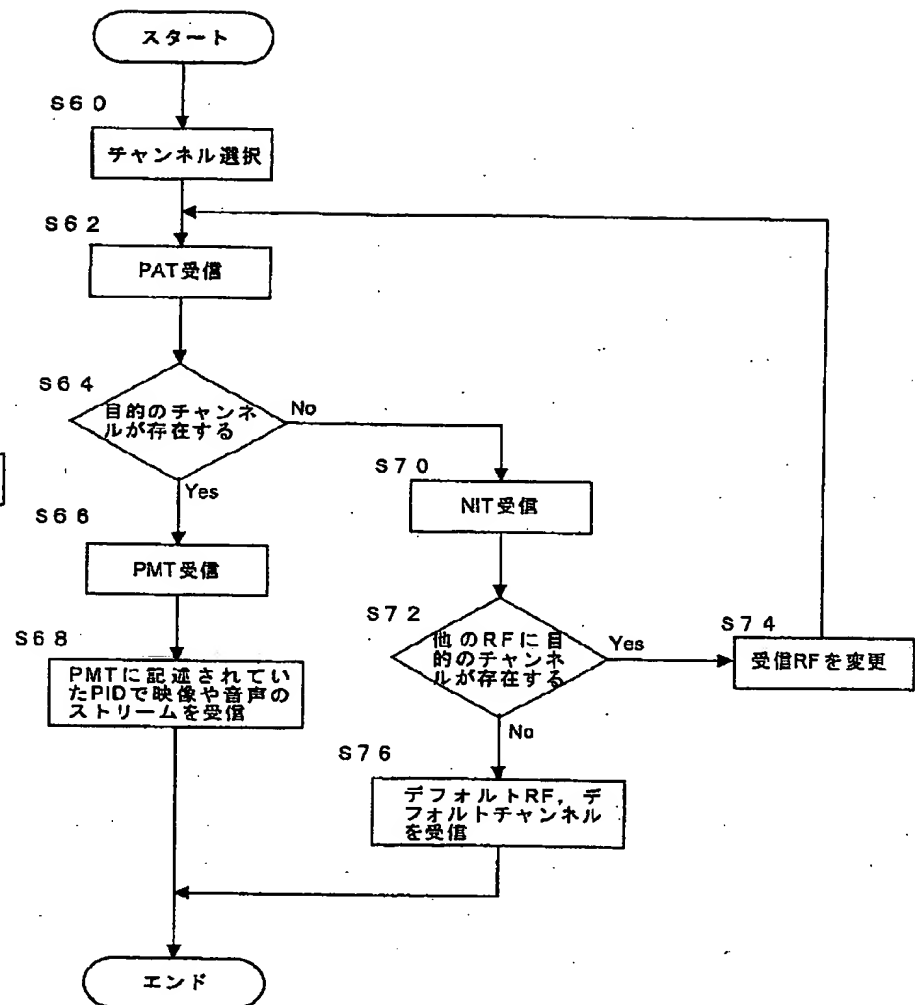 スタート
S60
チャンネル選択
S62
PAT受信
S64
目的のチャンネ
ルが存在する
No
Yes
S66
PMT受信
S68
PMTに記述されてい
たPIDで映像や音声の
ストリームを受信
S70
NIT受信
S72
他のRFに目
的のチャンネ
ルが存在する
Yes
No
S74
受信RFを変更
S76
デフォルトRF，デ
フォルトチャンネル
を受信
エンド